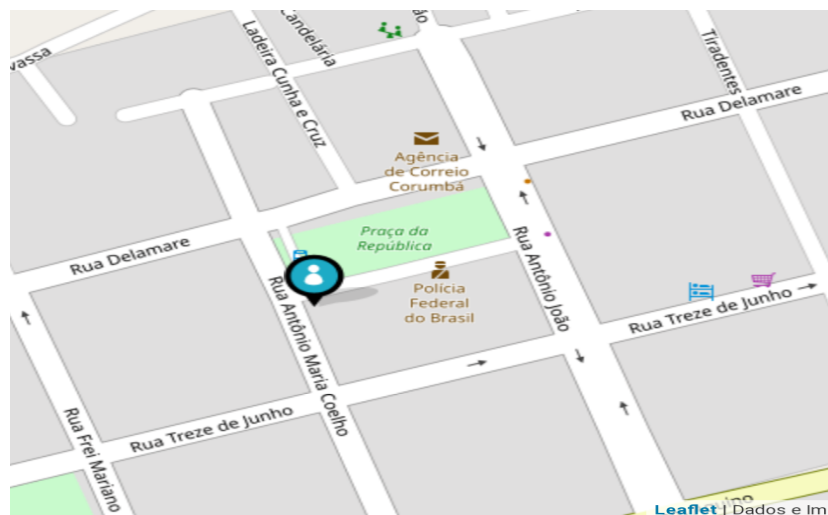 vassa
Ladeira Cunha e Cruz
Candelária
ão
Tiradentes
Rua Delamare
Agência
de Correio
Corumbá
Praça da
República
Rua Delamare
Rua Antônio João
Polícia
Federal
do Brasil
Rua Antônio Maria Coelho
Rua Treze de Junho
Rua Treze de Junho
Rua Frei Mariano
Leaflet | Dados e Im